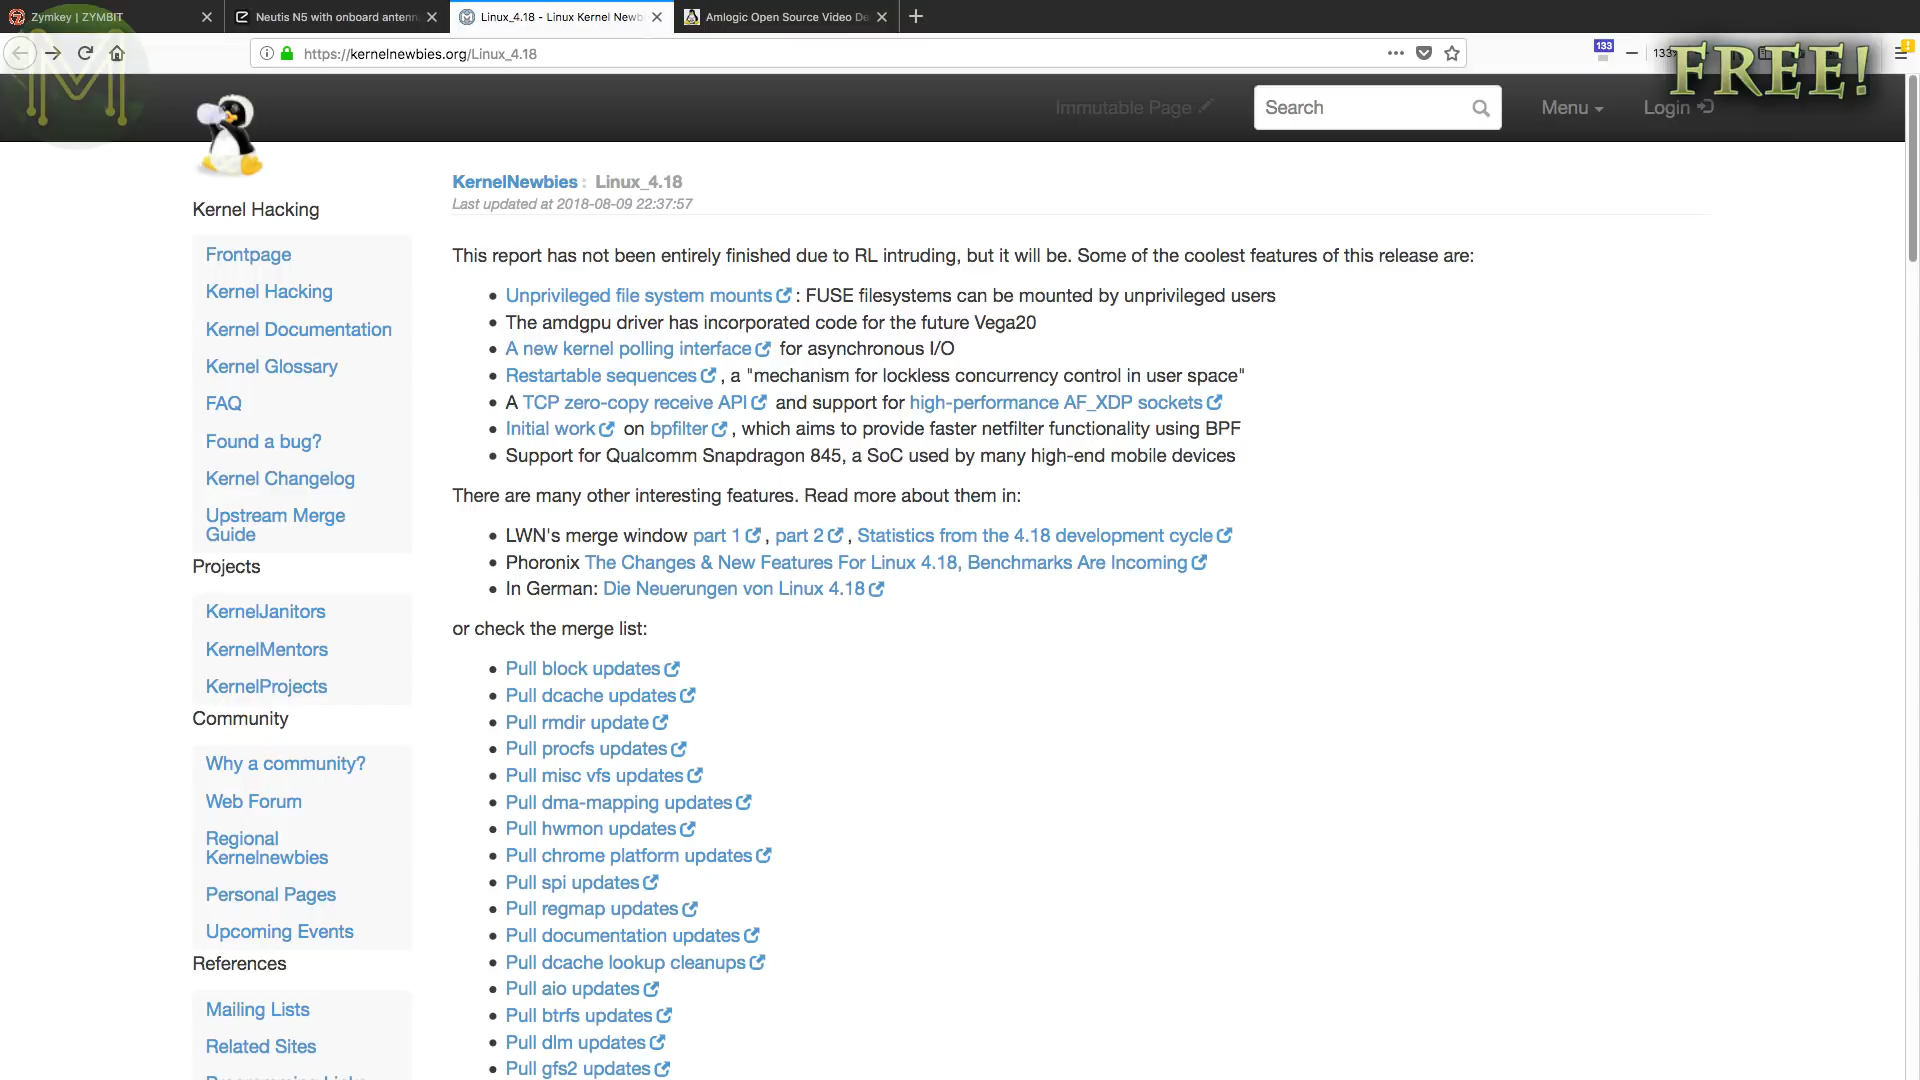 Zymkey | ZYMBIT
Neutis N5 with onboard antenn
Linux_4.18 - Linux Kernel Newb
Amlogic Open Source Video De
https://kernelnewbies.org/Linux_4.18
133
133
FREE!
Immutable Page
Search
Menu
Login
KernelNewbies : Linux_4.18
Last updated at 2018-08-09 22:37:57
Kernel Hacking
Frontpage
Kernel Hacking
Kernel Documentation
Kernel Glossary
FAQ
Found a bug?
Kernel Changelog
Upstream Merge
Guide
Projects
KernelJanitors
KernelMentors
KernelProjects
Community
Why a community?
Web Forum
Regional
Kernelnewbies
Personal Pages
Upcoming Events
References
Mailing Lists
Related Sites
This report has not been entirely finished due to RL intruding, but it will be. Some of the coolest features of this release are:
Unprivileged file system mounts : FUSE filesystems can be mounted by unprivileged users
The amdgpu driver has incorporated code for the future Vega20
A new kernel polling interface for asynchronous I/O
Restartable sequences , a "mechanism for lockless concurrency control in user space"
A TCP zero-copy receive API and support for high-performance AF_XDP sockets
Initial work on bpfilter , which aims to provide faster netfilter functionality using BPF
Support for Qualcomm Snapdragon 845, a SoC used by many high-end mobile devices
There are many other interesting features. Read more about them in:
LWN's merge window part 1 , part 2 , Statistics from the 4.18 development cycle
Phoronix The Changes & New Features For Linux 4.18, Benchmarks Are Incoming
In German: Die Neuerungen von Linux 4.18
or check the merge list:
Pull block updates
Pull dcache updates
Pull rmdir update
Pull procfs updates
Pull misc vfs updates
Pull dma-mapping updates
Pull hwmon updates
Pull chrome platform updates
Pull spi updates
Pull regmap updates
Pull documentation updates
Pull dcache lookup cleanups
Pull aio updates
Pull btrfs updates
Pull dlm updates
Pull gfs2 updates